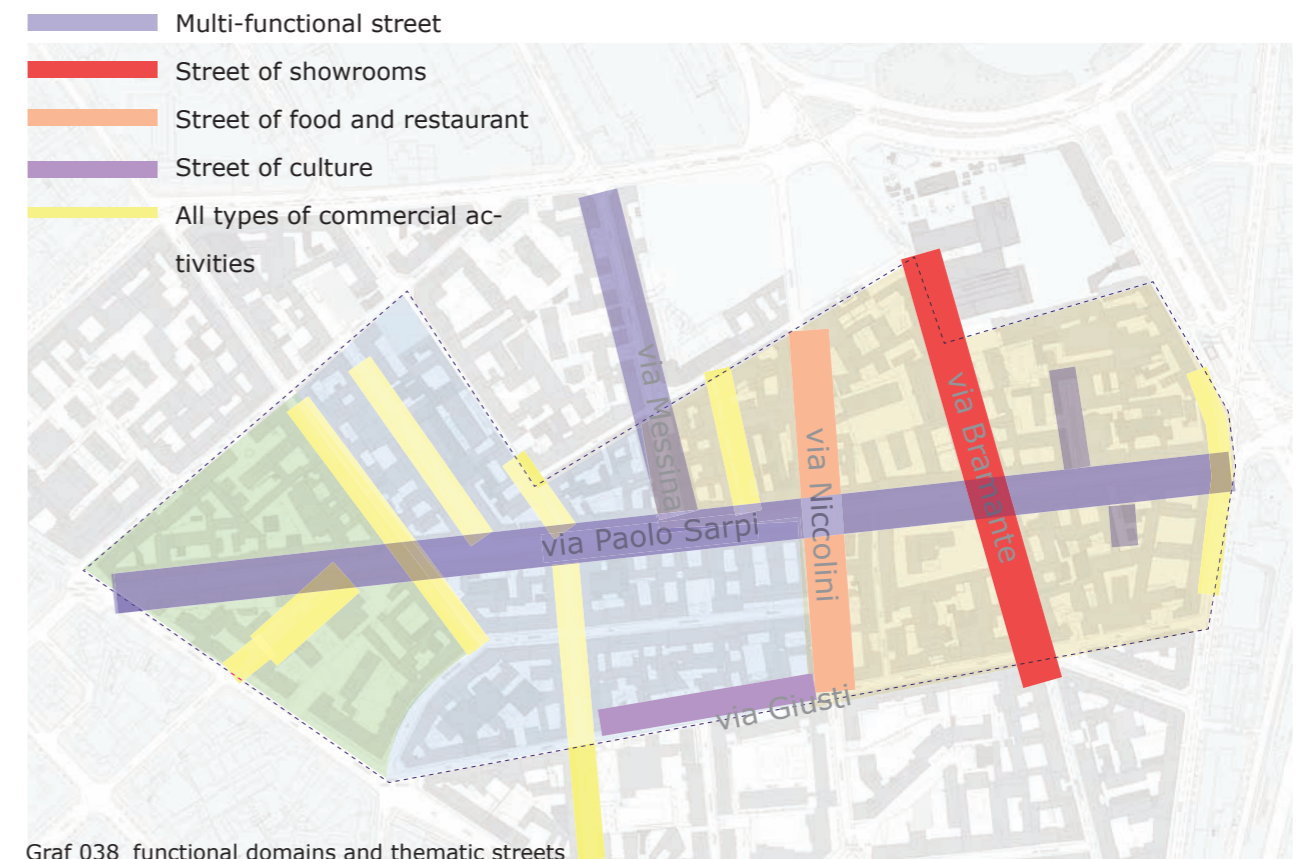 Multi-functional street
Street of showrooms
Street of food and restaurant
Street of culture
All types of commercial ac-
tivities
via Messina
via Bramante
via Niccolini
via Paolo Sarpi
via Giusti
Graf 038 functional domains and thematic streets